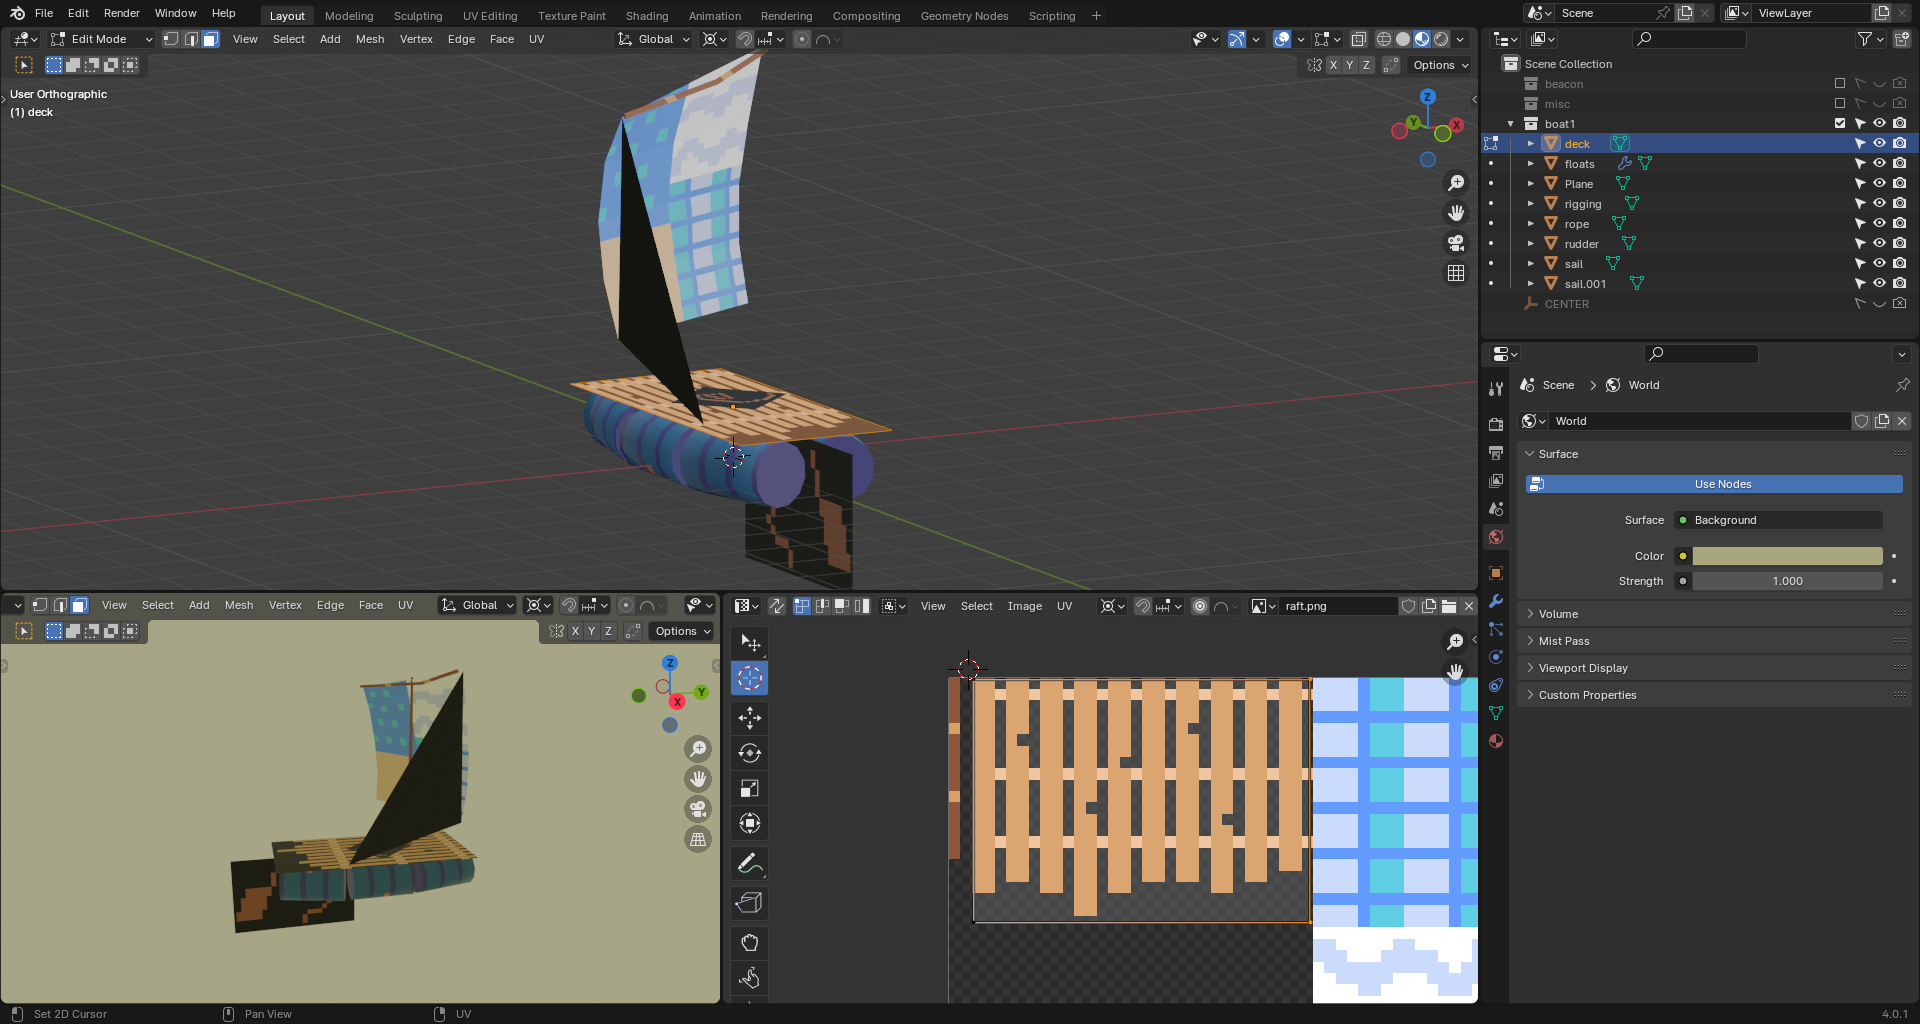 File Edit Render Window Help Layout Modeling Sculpting UV Editing Texture Paint Shading Animation Rendering Compositing Geometry Nodes Scripting + Scene ViewLayer
Edit Mode View Select Add Mesh Vertex Edge Face UV Global
X Y Z Options
User Orthographic
(1) deck
Z
Y X
Scene Collection
beacon
misc
boat1
deck
floats
Plane
rigging
rope
rudder
sail
sail.001
CENTER
Scene > World
World
Surface
Use Nodes
Surface Background
Color
Strength 1.000
Volume
Mist Pass
Viewport Display
Custom Properties
View Select Add Mesh Vertex Edge Face UV Global
X Y Z Options
Z
Y
X
View Select Image UV raft.png
Set 2D Cursor Pan View UV 4.0.1